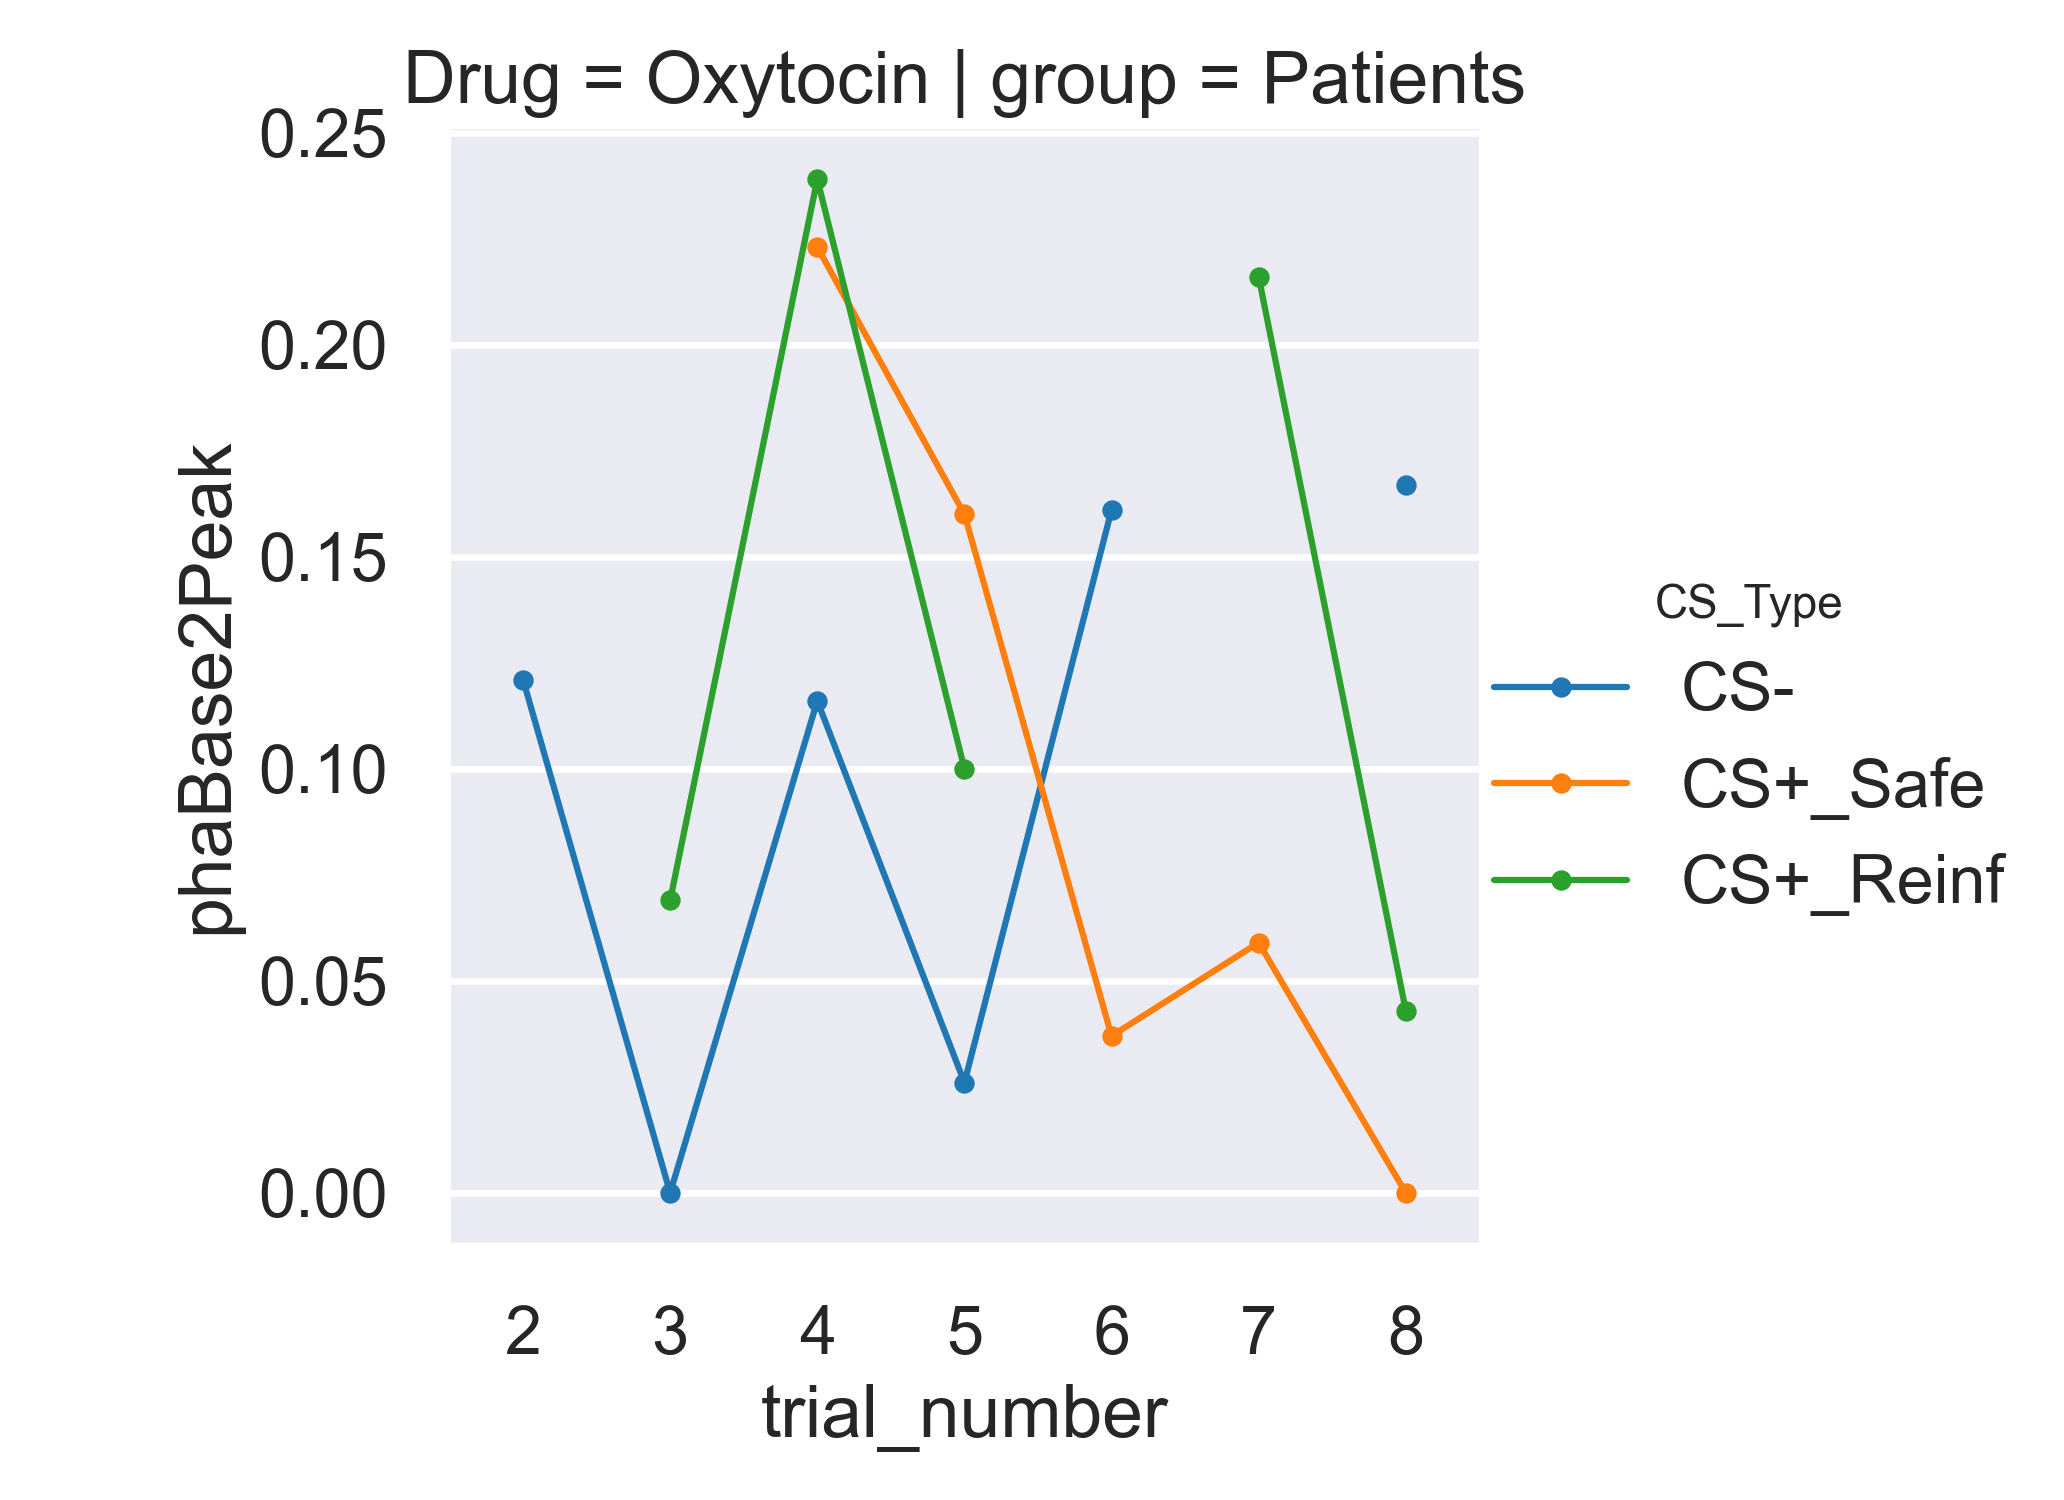 Drug = Oxytocin | group = Patients
0.25
0.20
0.15
0.10
0.05
0.00
phaBase2Peak
2 3 4 5 6 7 8
trial_number
CS_Type
CS-
CS+_Safe
CS+_Reinf